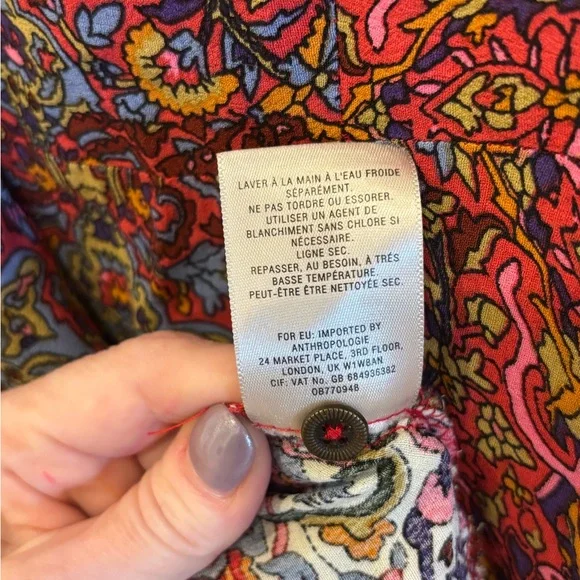 LAVER À LA MAIN À L'EAU FROIDE
SÉPARÉMENT.
NE PAS TORDRE OU ESSORER.
UTILISER UN AGENT DE
BLANCHIMENT SANS CHLORE SI
NÉCESSAIRE.
LIGNE SEC.
REPASSER, AU BESOIN, À TRÉS
BASSE TEMPÉRATURE.
PEUT-ÊTRE ÊTRE NETTOYÉE SEC.
FOR EU: IMPORTED BY
ANTHROPOLOGIE
24 MARKET PLACE, 3RD FLOOR,
LONDON, UK W1W8AN
CIF: VAT No. GB 684936382
OB770948